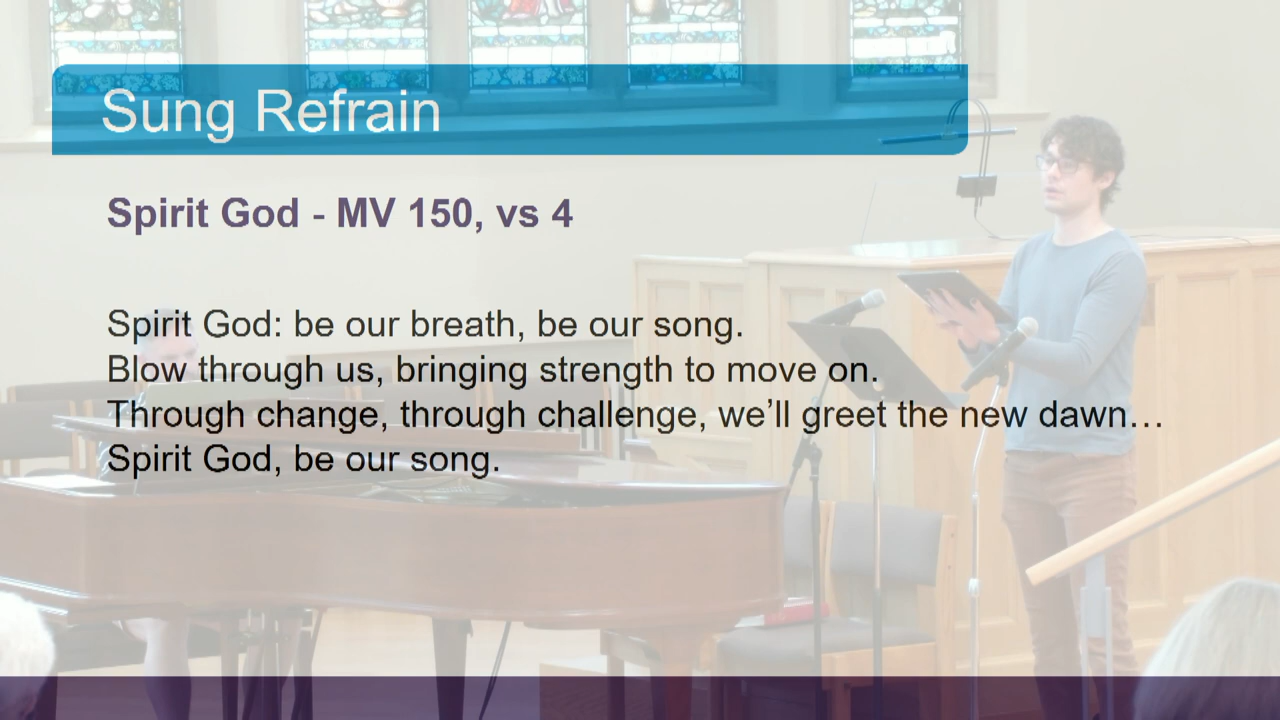 Sung Refrain
Spirit God - MV 150, vs 4
Spirit God: be our breath, be our song.
Blow through us, bringing strength to move on.
Through change, through challenge, we’ll greet the new dawn…
Spirit God, be our song.